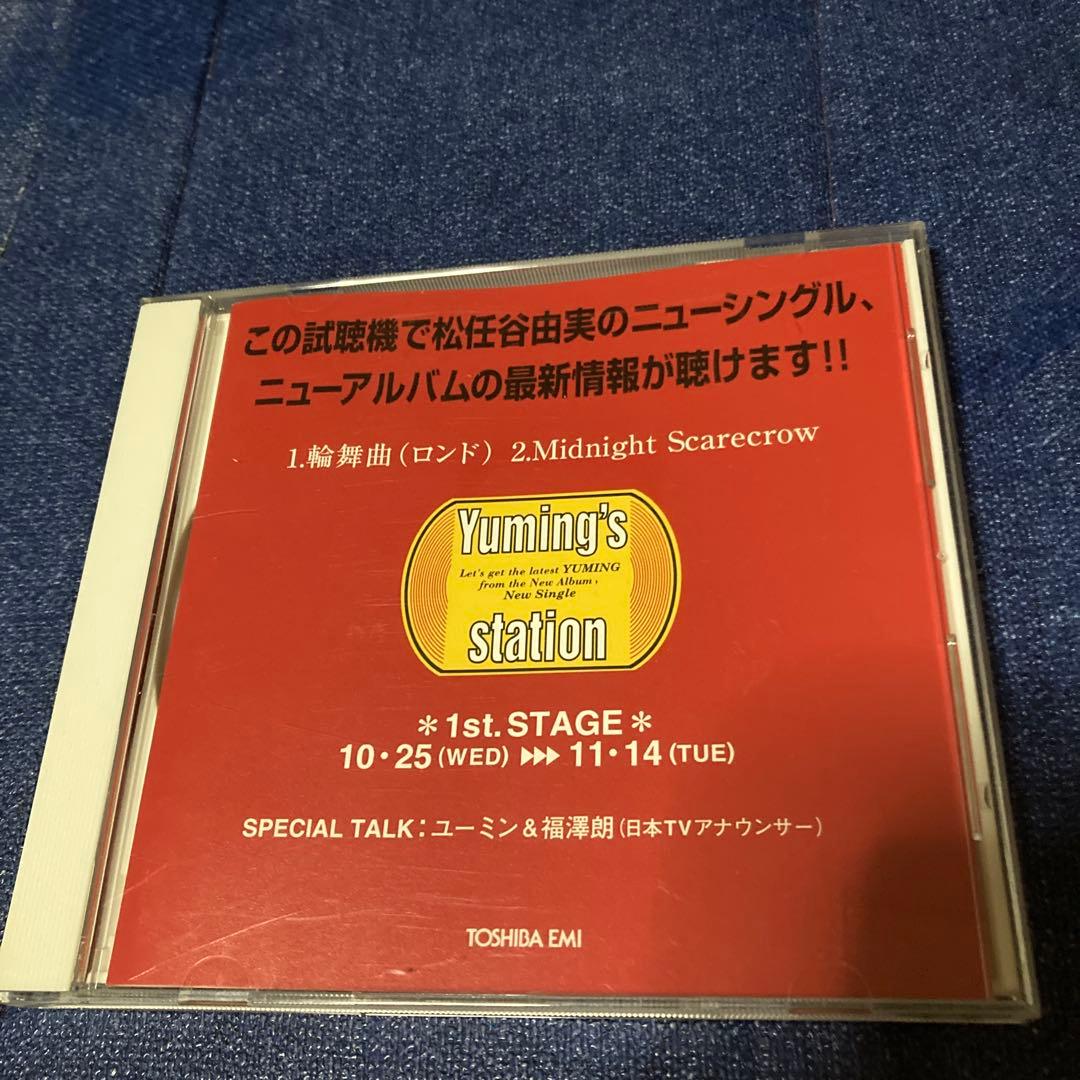 この試聴機で松任谷由実のニューシングル、
ニューアルバムの最新情報が聴けます!!
1.輪舞曲(ロンド) 2.Midnight Scarecrow
Yuming's
Let's get the latest YUMING
from the New Album,
New Single
station
＊1st. STAGE＊
10・25(WED) ▶▶▶ 11・14(TUE)
SPECIAL TALK:ユーミン&福澤朗(日本TVアナウンサー)
TOSHIBA EMI